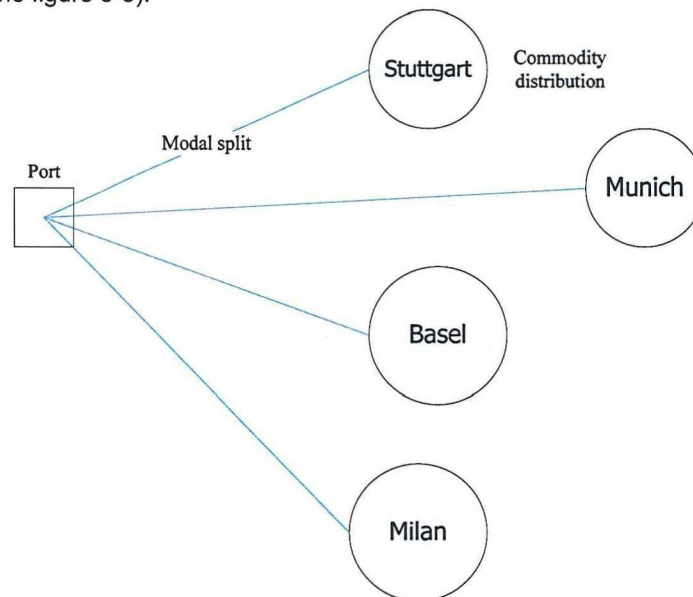 Stuttgart
Commodity
distribution
Modal split
Port
Munich
Basel
Milan